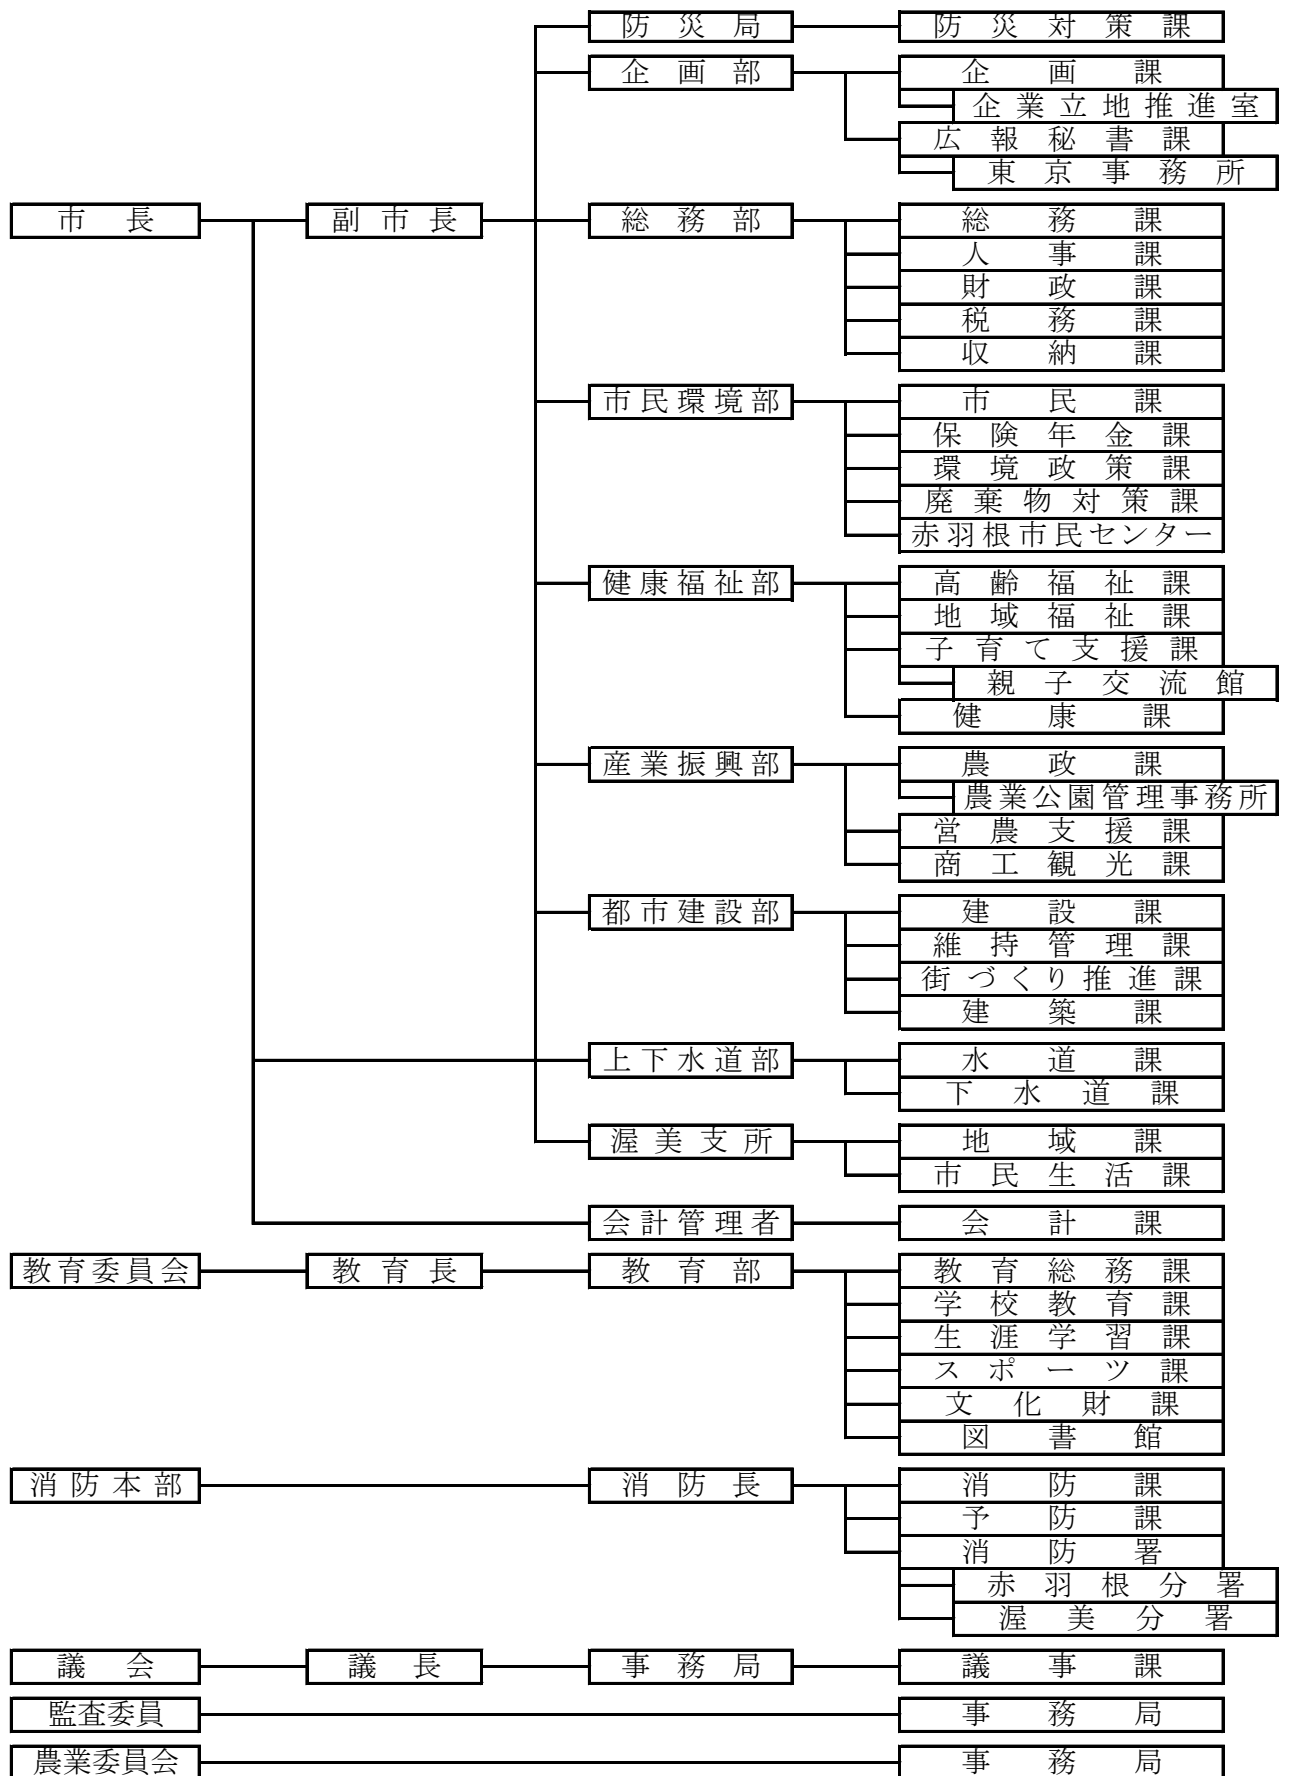 防災局 防災対策課
企画部 企画課
企業立地推進室
広報秘書課
東京事務所
市長 副市長 総務部 総務課
人事課
財政課
税務課
収納課
市民環境部 市民課
保険年金課
環境政策課
廃棄物対策課
赤羽根市民センター
健康福祉部 高齢福祉課
地域福祉課
子育て支援課
親子交流館
健康課
産業振興部 農政課
農業公園管理事務所
営農支援課
商工観光課
都市建設部 建設課
維持管理課
街づくり推進課
建築課
上下水道部 水道課
下水道課
渥美支所 地域課
市民生活課
会計管理者 会計課
教育委員会 教育長 教育部 教育総務課
学校教育課
生涯学習課
スポーツ課
文化財課
図書館
消防本部 消防長 消防課
予防課
消防署
赤羽根分署
渥美分署
議会 議長 事務局 議事課
監査委員 事務局
農業委員会 事務局